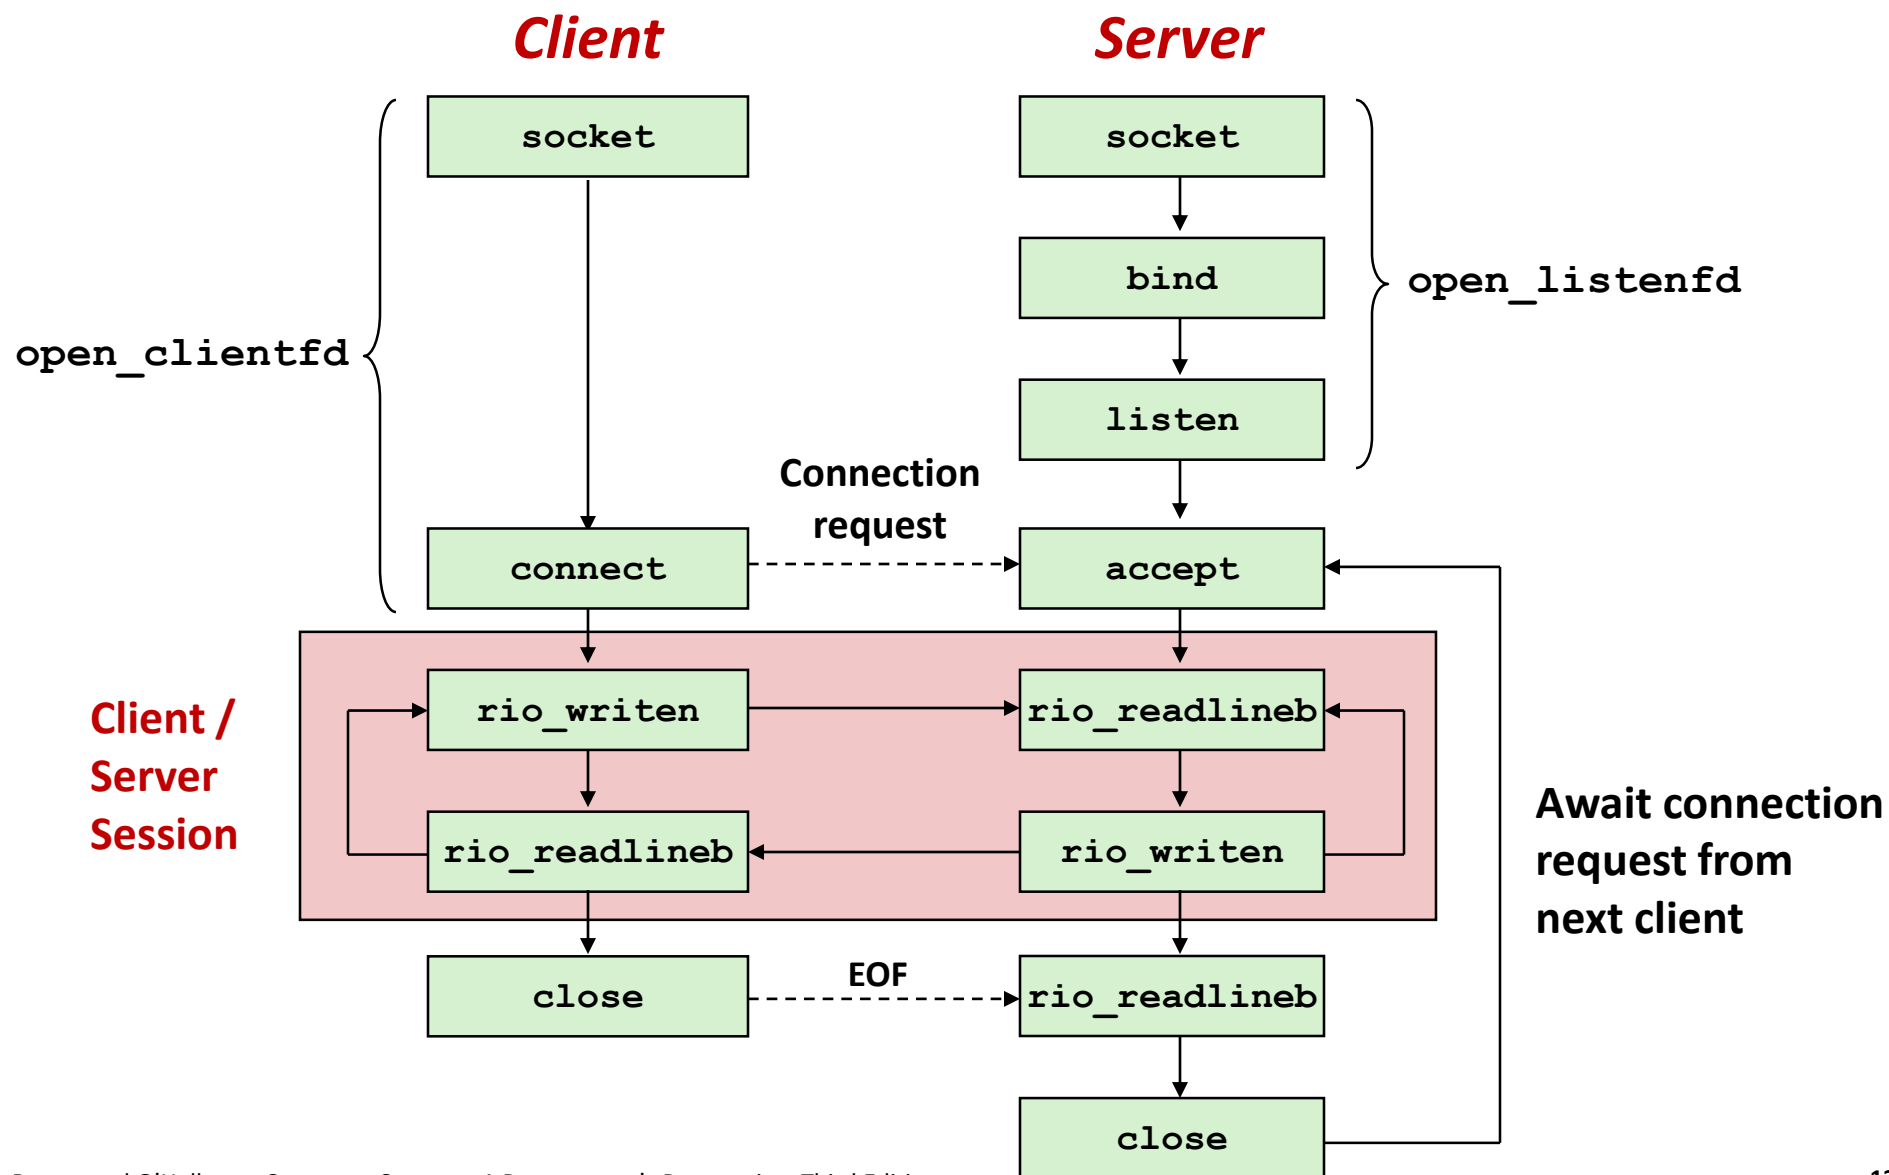 Client
Server
socket
socket
bind
open_listenfd
open_clientfd
listen
Connection
request
connect
accept
Client /
Server
Session
rio_writen
rio_readlineb
rio_readlineb
rio_writen
Await connection
request from
next client
close
EOF
rio_readlineb
close